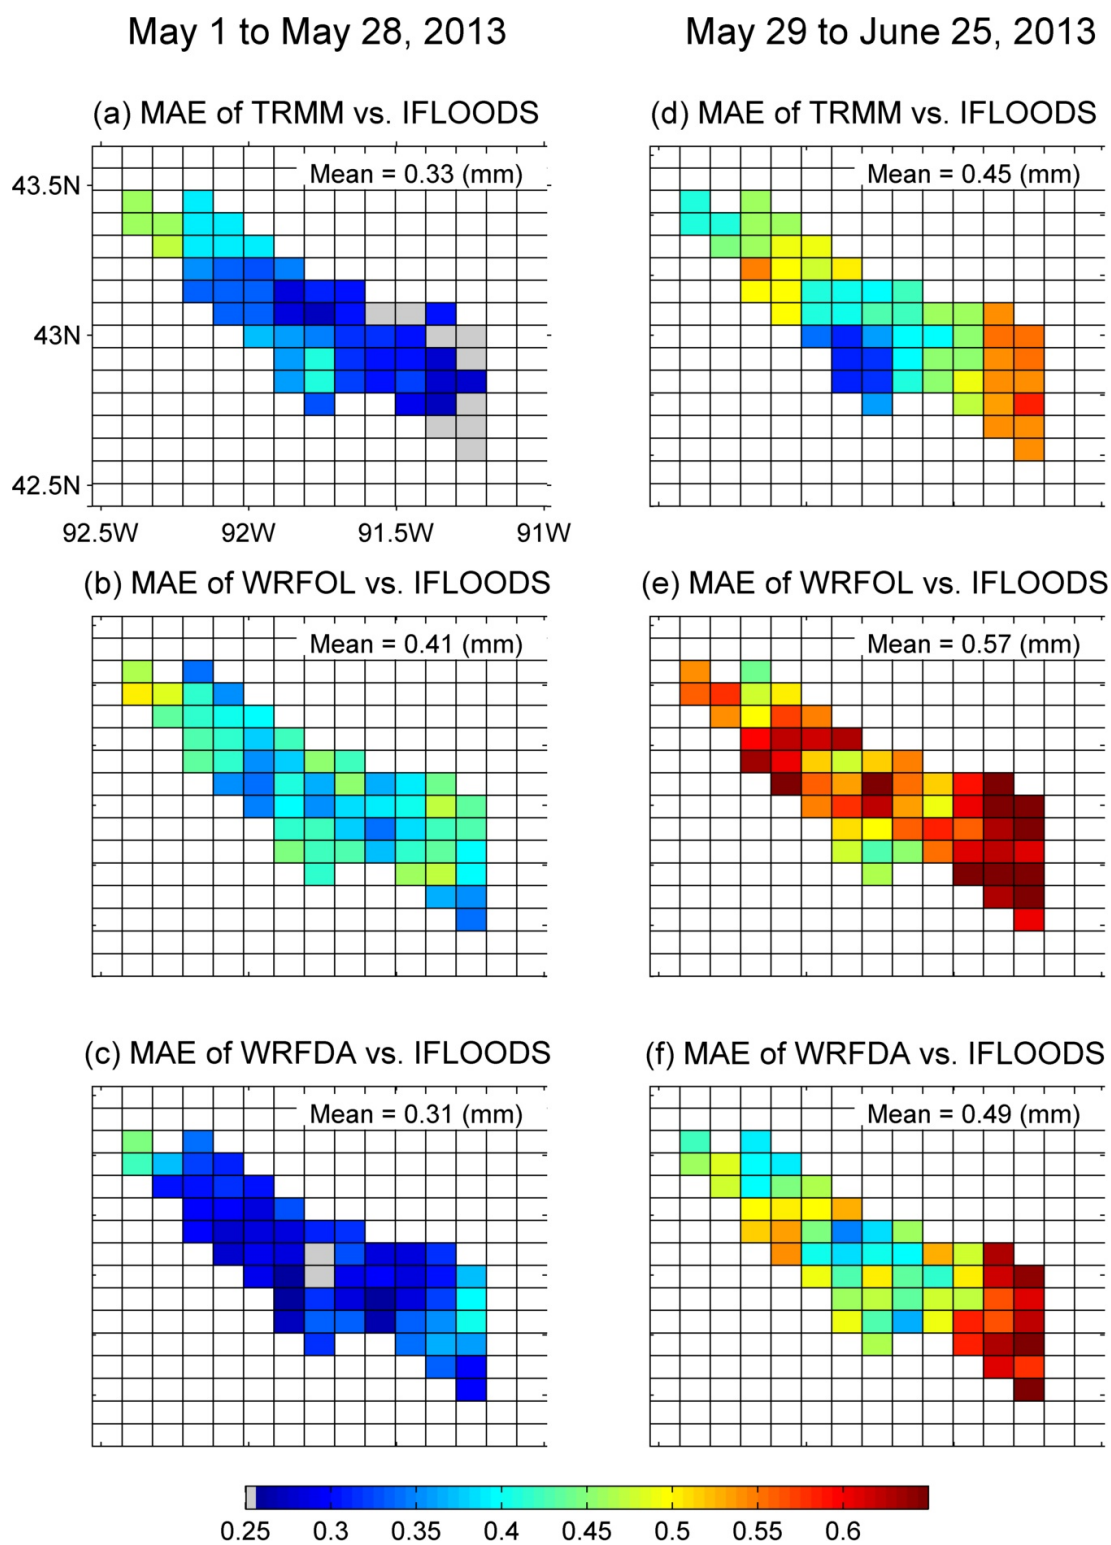 May 1 to May 28, 2013
May 29 to June 25, 2013
(a) MAE of TRMM vs. IFLOODS
Mean = 0.33 (mm)
43.5N
43N
42.5N
92.5W 92W 91.5W 91W
(d) MAE of TRMM vs. IFLOODS
Mean = 0.45 (mm)
(b) MAE of WRFOL vs. IFLOODS
Mean = 0.41 (mm)
(e) MAE of WRFOL vs. IFLOODS
Mean = 0.57 (mm)
(c) MAE of WRFDA vs. IFLOODS
Mean = 0.31 (mm)
(f) MAE of WRFDA vs. IFLOODS
Mean = 0.49 (mm)
0.25 0.3 0.35 0.4 0.45 0.5 0.55 0.6